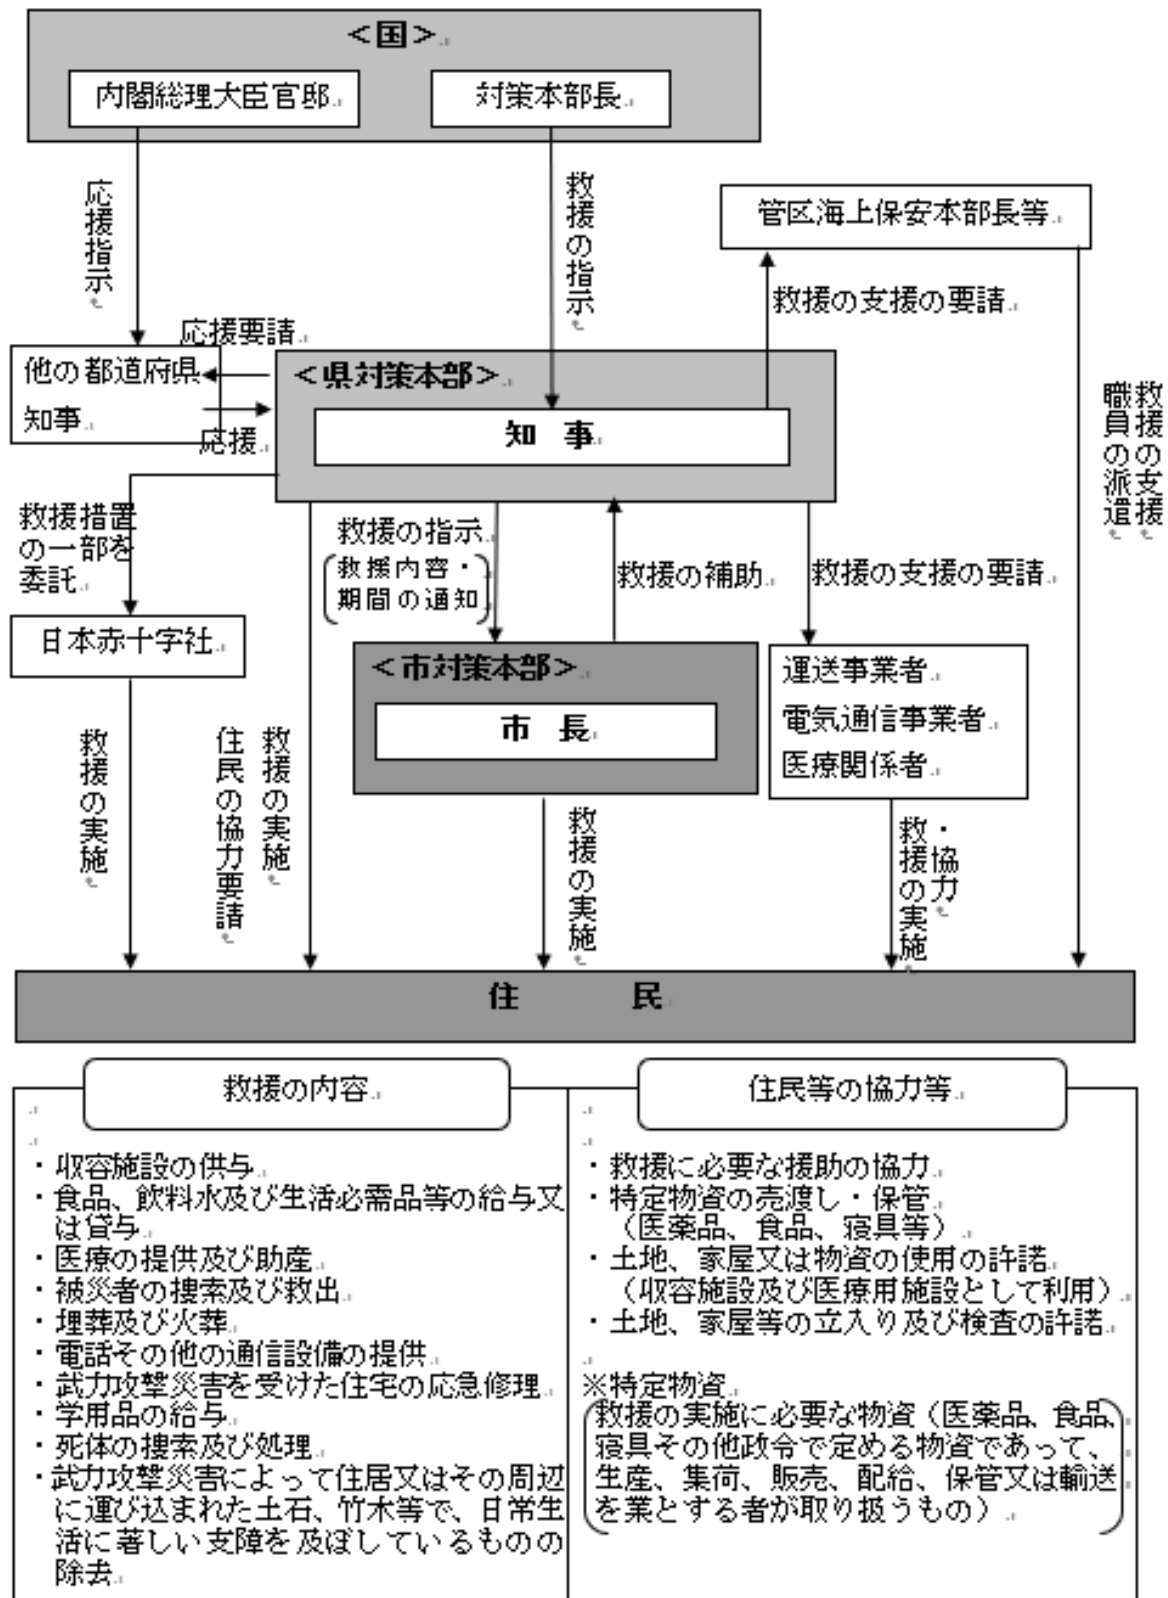 ＜国＞
内閣総理大臣官邸
対策本部長
応援指示
救援の指示
管区海上保安本部長等
救援の支援の要請
応援要請
他の都道府県
知事
応援
＜県対策本部＞
知　事
救援の支援
職員の派遣
救援措置
の一部を
委託
救援の指示
救援内容・
期間の通知
救援の補助
救援の支援の要請
日本赤十字社
＜市対策本部＞
市　長
運送事業者
電気通信事業者
医療関係者
救援の実施
救援の実施
住民の協力要請
救援の実施
・協力
救援の実施
住　　　民
救援の内容
・収容施設の供与
・食品、飲料水及び生活必需品等の給与又
は貸与
・医療の提供及び助産
・被災者の捜索及び救出
・埋葬及び火葬
・電話その他の通信設備の提供
・武力攻撃災害を受けた住宅の応急修理
・学用品の給与
・死体の捜索及び処理
・武力攻撃災害によって住居又はその周辺
に運び込まれた土石、竹木等で、日常生
活に著しい支障を及ぼしているものの
除去
住民等の協力等
・救援に必要な援助の協力
・特定物資の売渡し・保管
（医薬品、食品、寝具等）
・土地、家屋又は物資の使用の許諾
（収容施設及び医療用施設として利用）
・土地、家屋等の立入り及び検査の許諾
※特定物資
救援の実施に必要な物資（医薬品、食品、
寝具その他政令で定める物資であって、
生産、集荷、販売、配給、保管又は輸送
を業とする者が取り扱うもの）